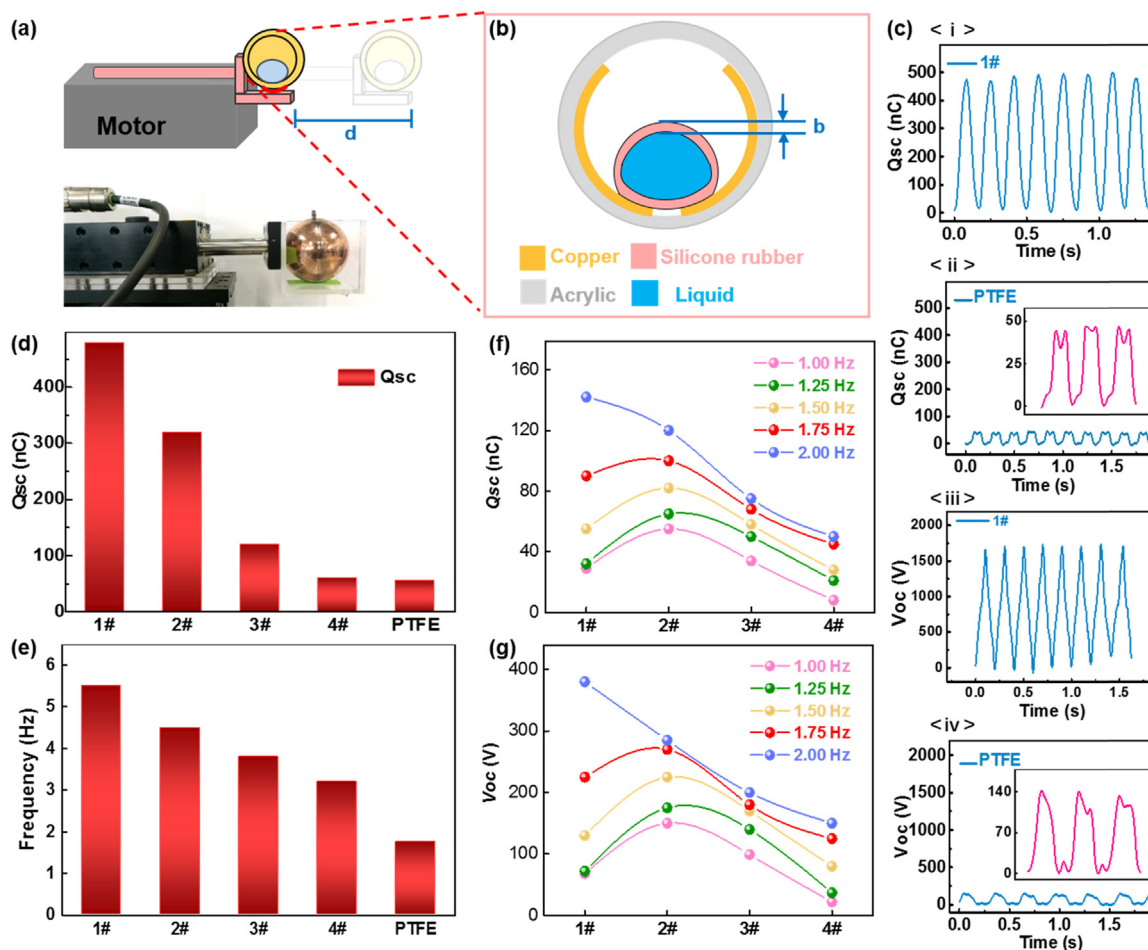 (a)
Motor
d
(b)
b
Copper
Silicone rubber
Acrylic
Liquid
(c)
< i >
1#
500
400
300
200
100
0
Qsc (nC)
0.0
0.5
1.0
Time (s)
< ii >
PTFE
500
400
300
200
100
0
Qsc (nC)
50
25
0
0.0
0.5
1.0
1.5
Time (s)
< iii >
1#
2000
1500
1000
500
0
Voc (V)
0.0
0.5
1.0
1.5
Time (s)
< iv >
PTFE
2000
1500
1000
500
0
Voc (V)
140
70
0
0.0
0.5
1.0
1.5
Time (s)
(d)
Qsc
400
300
200
100
0
Qsc (nC)
1# 2# 3# 4# PTFE
(e)
6
5
4
3
2
1
0
Frequency (Hz)
1# 2# 3# 4# PTFE
(f)
1.00 Hz
1.25 Hz
1.50 Hz
1.75 Hz
2.00 Hz
160
120
80
40
0
Qsc (nC)
1# 2# 3# 4#
(g)
1.00 Hz
1.25 Hz
1.50 Hz
1.75 Hz
2.00 Hz
400
300
200
100
0
Voc (V)
1# 2# 3# 4#